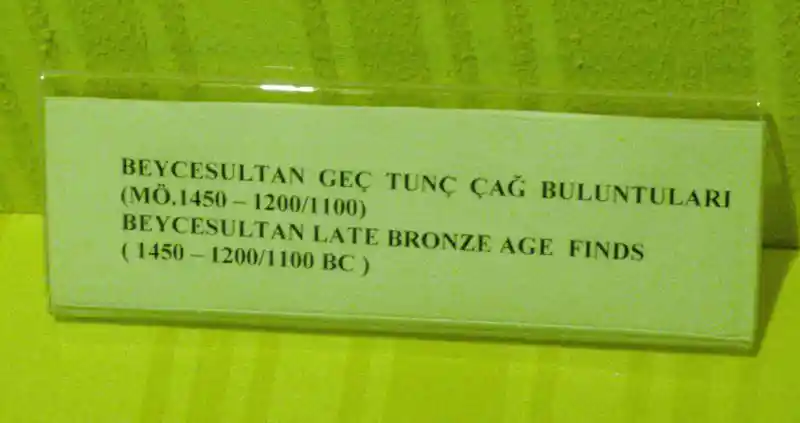 BEYCESULTAN GEÇ TUNÇ ÇAĞ BULUNTULARI
(MÖ.1450 – 1200/1100)
BEYCESULTAN LATE BRONZE AGE FINDS
( 1450 – 1200/1100 BC )